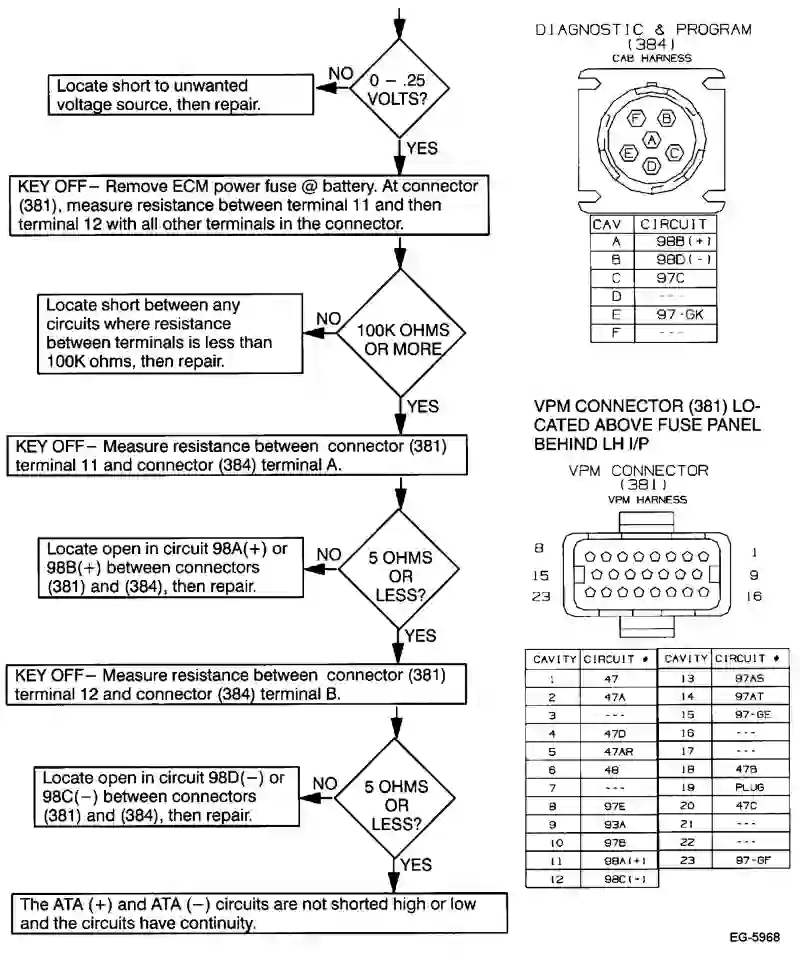 0 – .25
VOLTS?
NO
Locate short to unwanted
voltage source, then repair.
YES
KEY OFF– Remove ECM power fuse @ battery. At connector
(381), measure resistance between terminal 11 and then
terminal 12 with all other terminals in the connector.
100K OHMS
OR MORE
NO
Locate short between any
circuits where resistance
between terminals is less than
100K ohms, then repair.
YES
KEY OFF– Measure resistance between connector (381)
terminal 11 and connector (384) terminal A.
5 OHMS
OR
LESS?
NO
Locate open in circuit 98A(+) or
98B(+) between connectors
(381) and (384), then repair.
YES
KEY OFF– Measure resistance between connector (381)
terminal 12 and connector (384) terminal B.
5 OHMS
OR
LESS?
NO
Locate open in circuit 98D(–) or
98C(–) between connectors
(381) and (384), then repair.
YES
The ATA (+) and ATA (–) circuits are not shorted high or low
and the circuits have continuity.
DIAGNOSTIC & PROGRAM
(384)
CAB HARNESS
F B
A
E C
D
CAV CIRCUIT
A 98B(+)
B 98D(-)
C 97C
D ---
E 97-GK
F ---
VPM CONNECTOR (381) LO-
CATED ABOVE FUSE PANEL
BEHIND LH I/P
VPM CONNECTOR
(381)
VPM HARNESS
8 1
15 9
23 16
CAVITY CIRCUIT # CAVITY CIRCUIT #
1 47 13 97AS
2 47A 14 97AT
3 --- 15 97-GE
4 47D 16 ---
5 47AR 17 ---
6 48 18 47B
7 --- 19 PLUG
8 97E 20 47C
9 93A 21 ---
10 97B 22 ---
11 98A(+) 23 97-GF
12 98C(-)
EG-5968